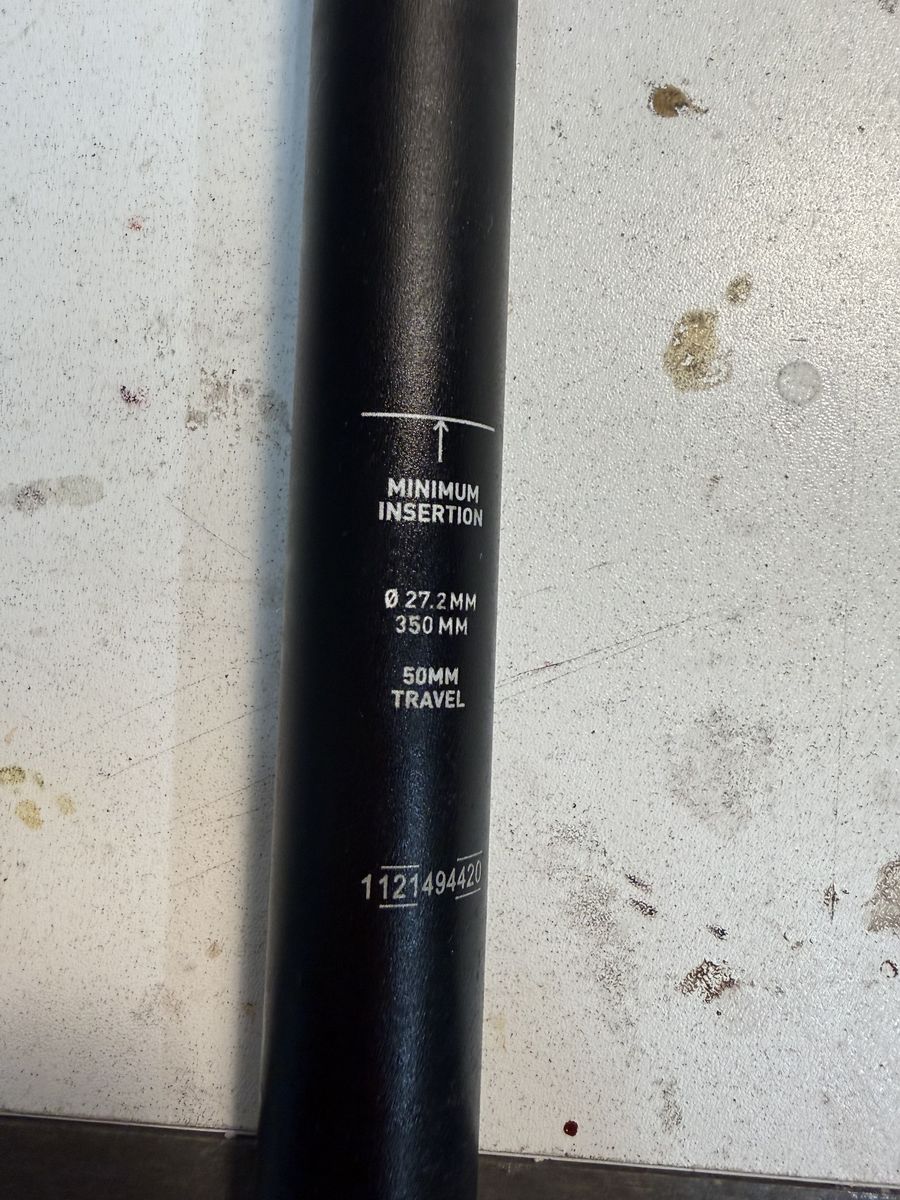 MINIMUM
INSERTION
Ø 27.2MM
350 MM
50MM
TRAVEL
1121494420